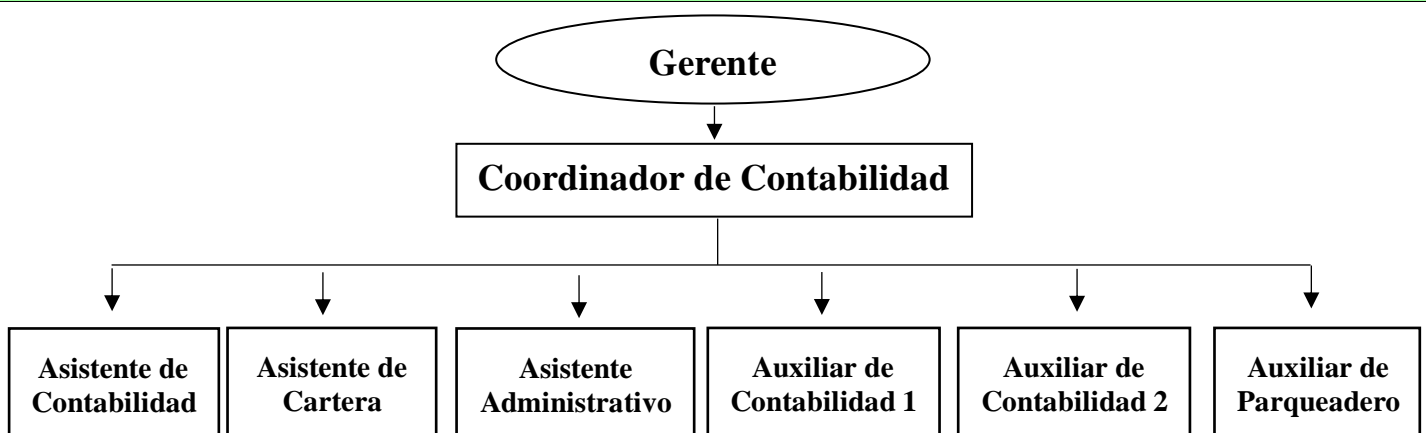 Gerente
Coordinador de Contabilidad
Asistente de
Contabilidad
Asistente de
Cartera
Asistente
Administrativo
Auxiliar de
Contabilidad 1
Auxiliar de
Contabilidad 2
Auxiliar de
Parqueadero